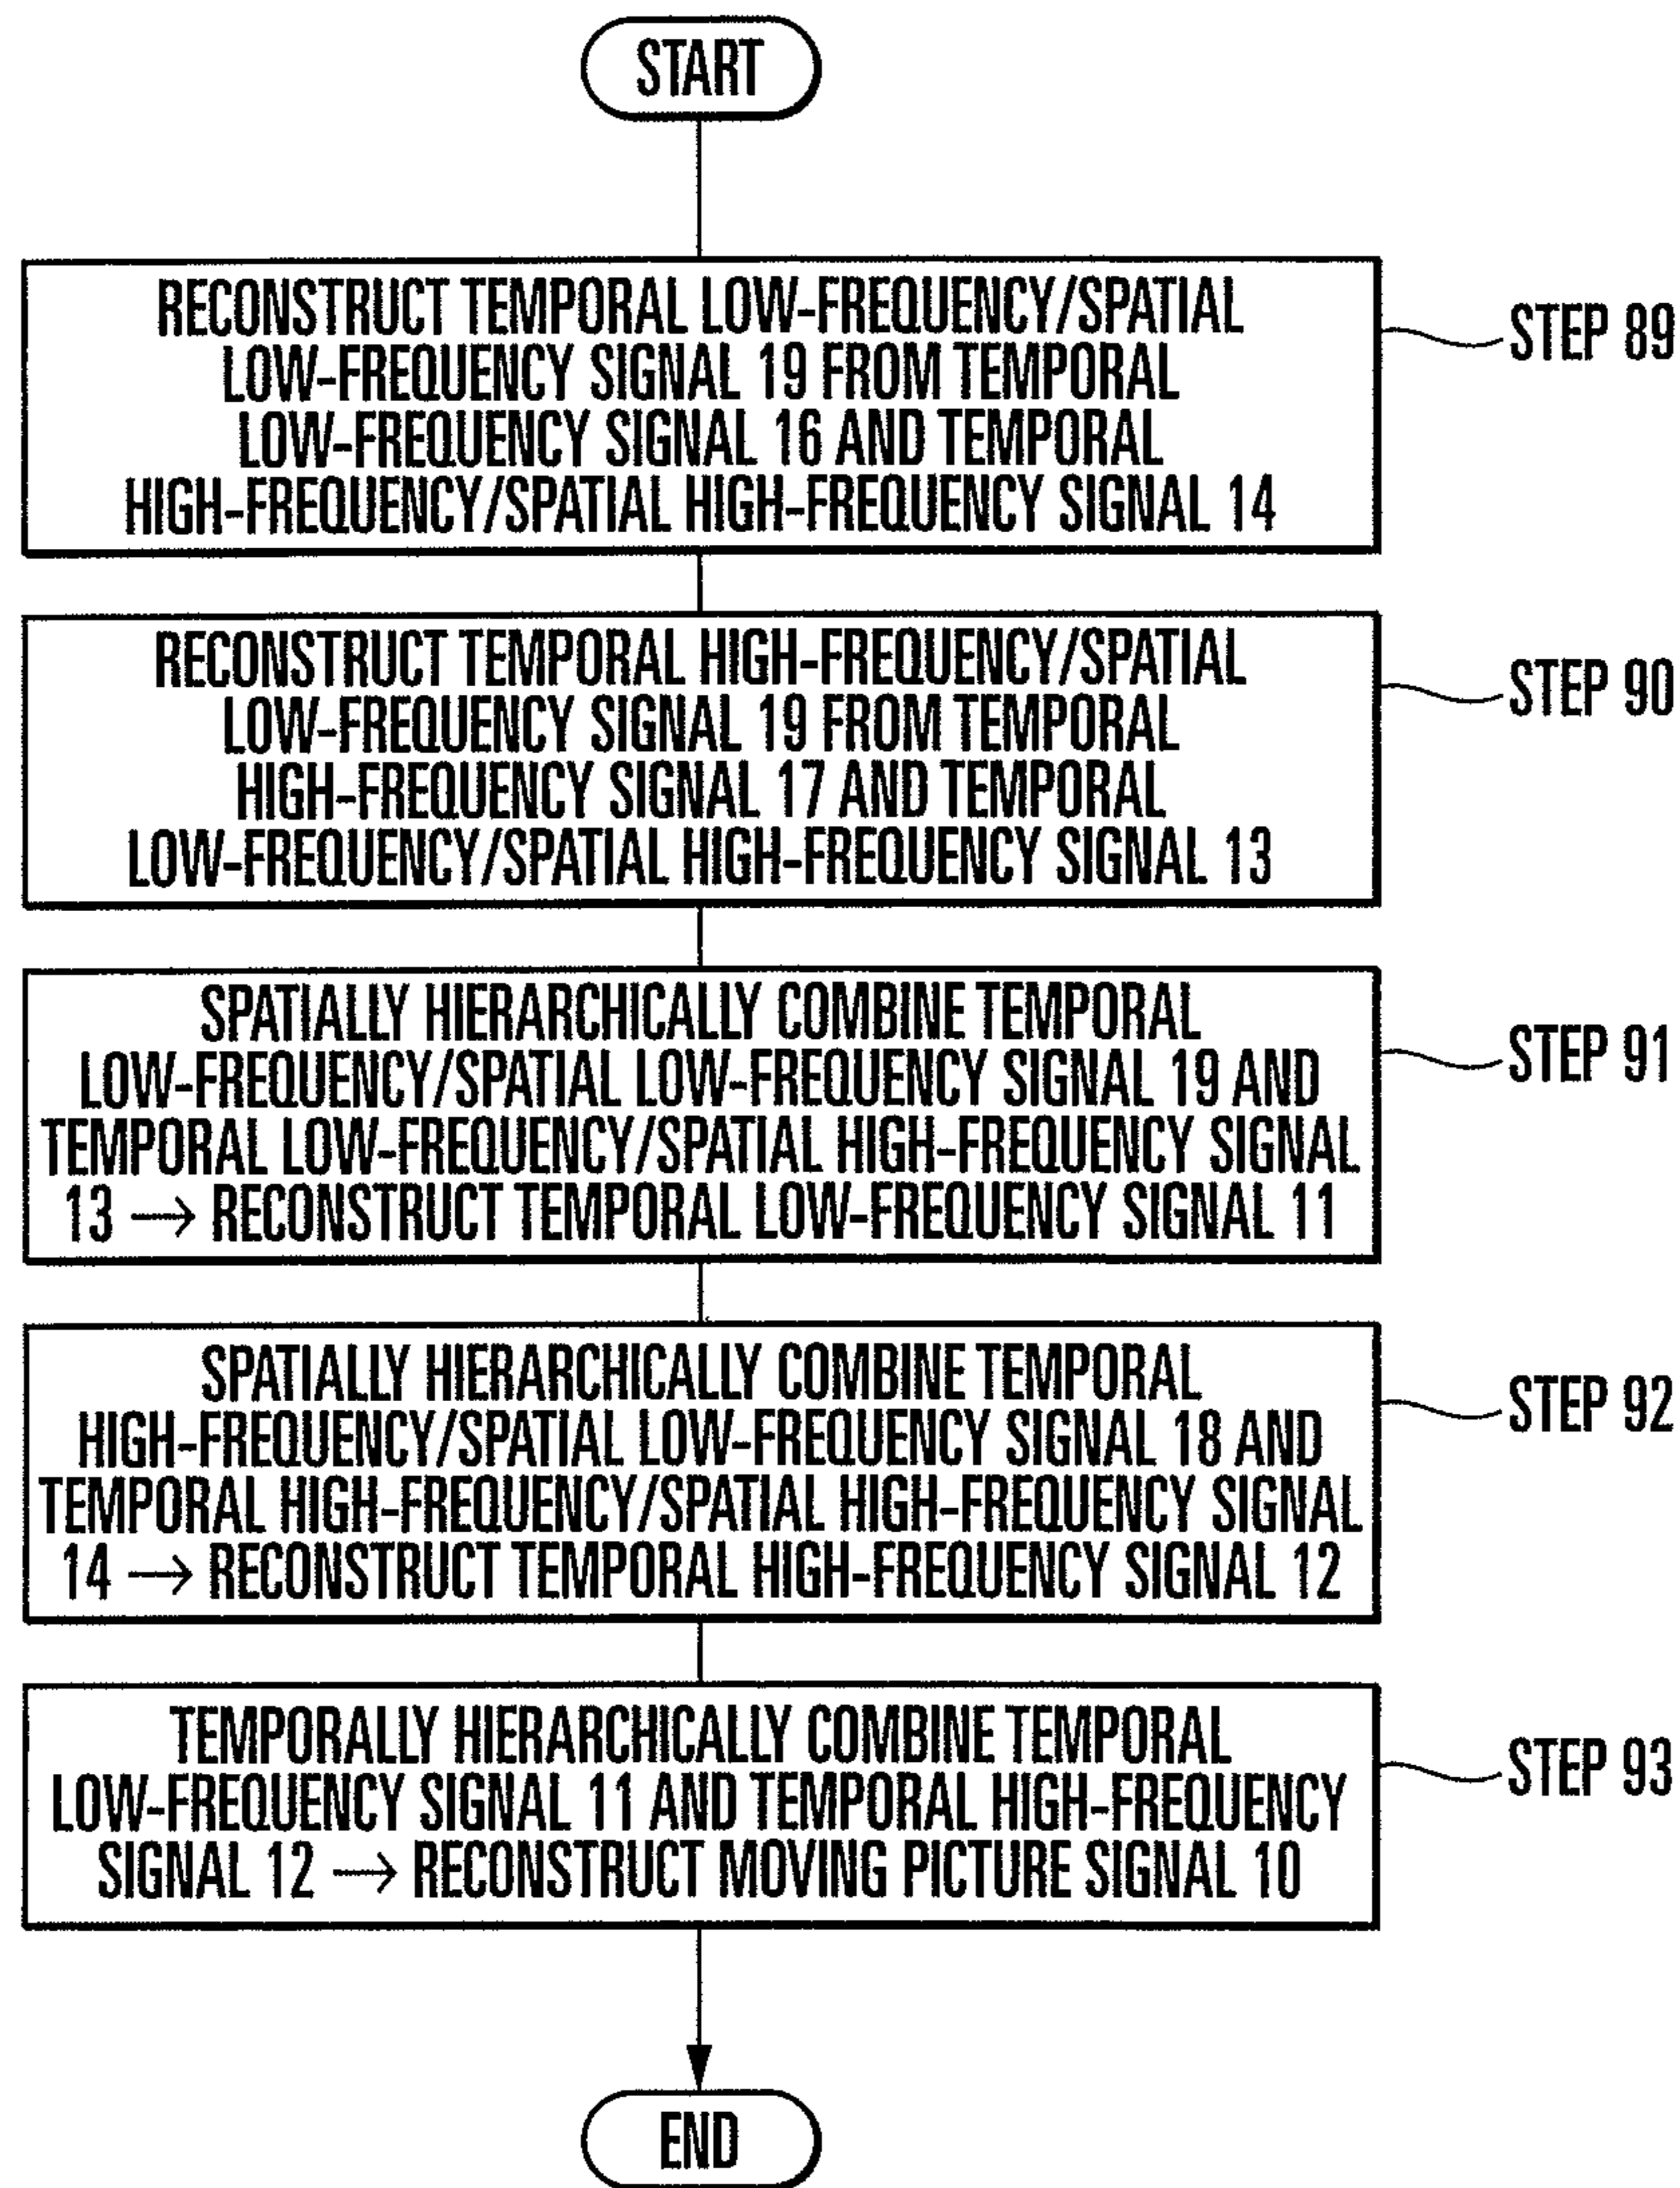 START
RECONSTRUCT TEMPORAL LOW-FREQUENCY/SPATIAL
LOW-FREQUENCY SIGNAL 19 FROM TEMPORAL
LOW-FREQUENCY SIGNAL 16 AND TEMPORAL
HIGH-FREQUENCY/SPATIAL HIGH-FREQUENCY SIGNAL 14
STEP 89
RECONSTRUCT TEMPORAL HIGH-FREQUENCY/SPATIAL
LOW-FREQUENCY SIGNAL 19 FROM TEMPORAL
HIGH-FREQUENCY SIGNAL 17 AND TEMPORAL
LOW-FREQUENCY/SPATIAL HIGH-FREQUENCY SIGNAL 13
STEP 90
SPATIALLY HIERARCHICALLY COMBINE TEMPORAL
LOW-FREQUENCY/SPATIAL LOW-FREQUENCY SIGNAL 19 AND
TEMPORAL LOW-FREQUENCY/SPATIAL HIGH-FREQUENCY SIGNAL
13 → RECONSTRUCT TEMPORAL LOW-FREQUENCY SIGNAL 11
STEP 91
SPATIALLY HIERARCHICALLY COMBINE TEMPORAL
HIGH-FREQUENCY/SPATIAL LOW-FREQUENCY SIGNAL 18 AND
TEMPORAL HIGH-FREQUENCY/SPATIAL HIGH-FREQUENCY SIGNAL
14 → RECONSTRUCT TEMPORAL HIGH-FREQUENCY SIGNAL 12
STEP 92
TEMPORALLY HIERARCHICALLY COMBINE TEMPORAL
LOW-FREQUENCY SIGNAL 11 AND TEMPORAL HIGH-FREQUENCY
SIGNAL 12 → RECONSTRUCT MOVING PICTURE SIGNAL 10
STEP 93
END